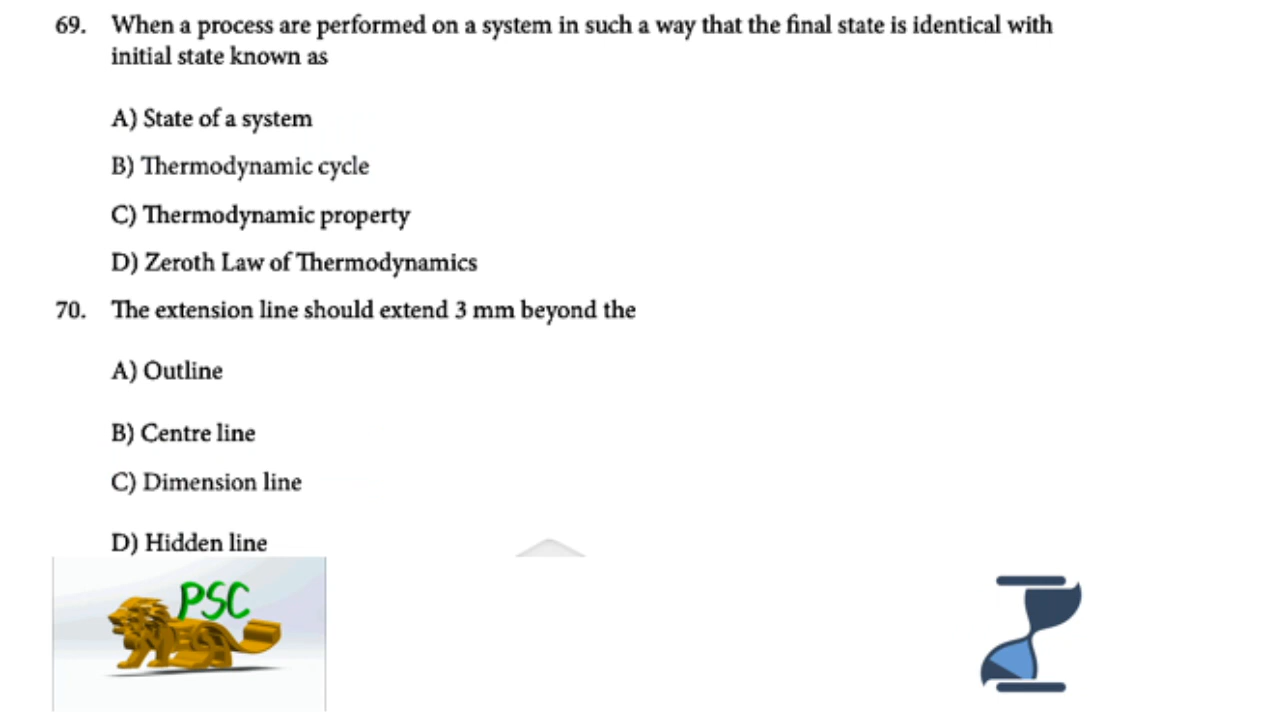 69. When a process are performed on a system in such a way that the final state is identical with
initial state known as
A) State of a system
B) Thermodynamic cycle
C) Thermodynamic property
D) Zeroth Law of Thermodynamics
70. The extension line should extend 3 mm beyond the
A) Outline
B) Centre line
C) Dimension line
D) Hidden line
PSC